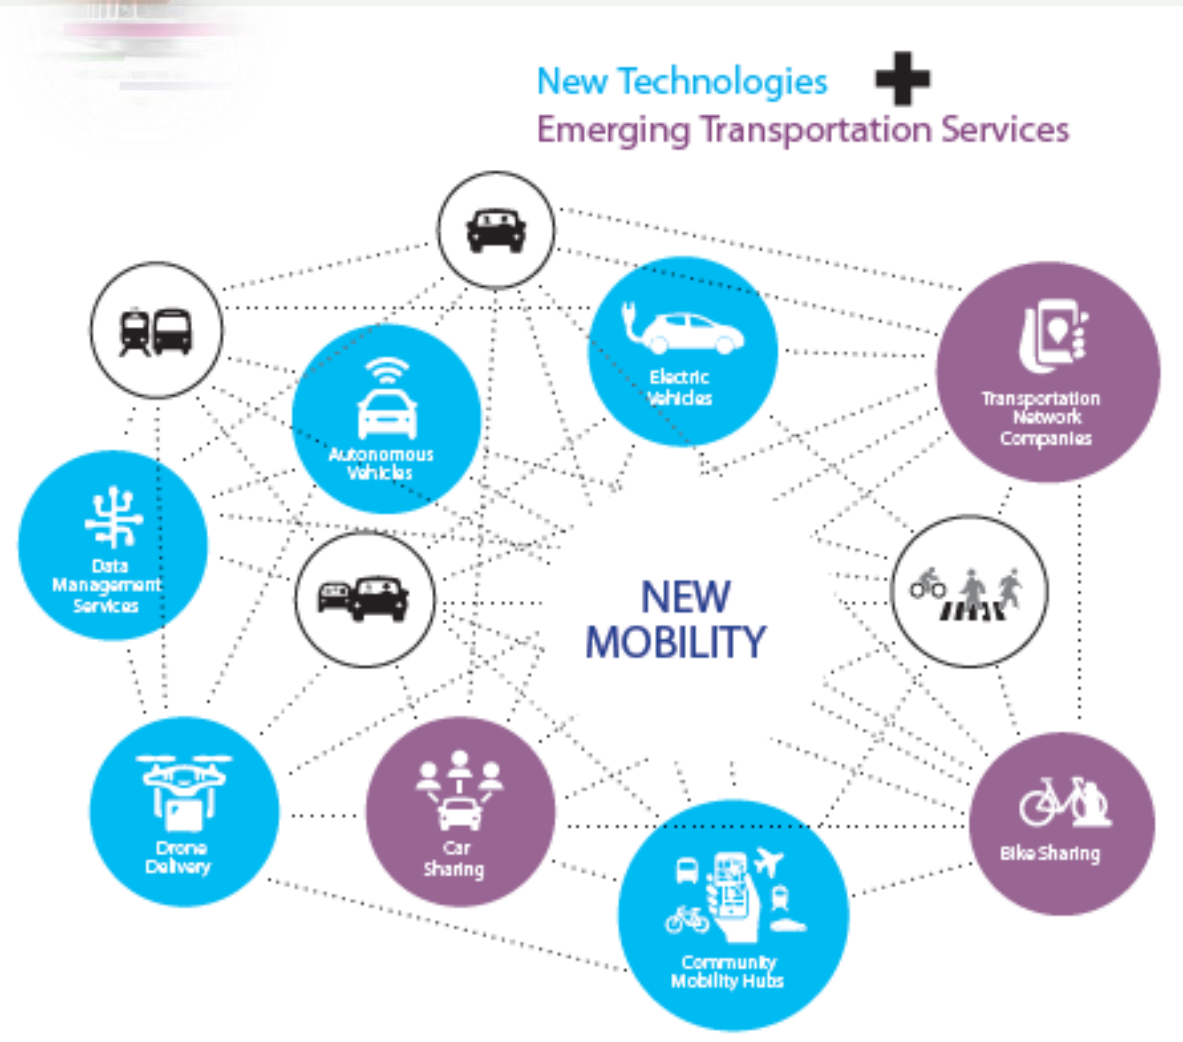 New Technologies
Emerging Transportation Services
Electric
Vehicles
Transportation
Network
Companies
Autonomous
Vehicles
Data
Management
Services
NEW
MOBILITY
Drone
Delivery
Car
Sharing
Bike Sharing
Community
Mobility Hubs